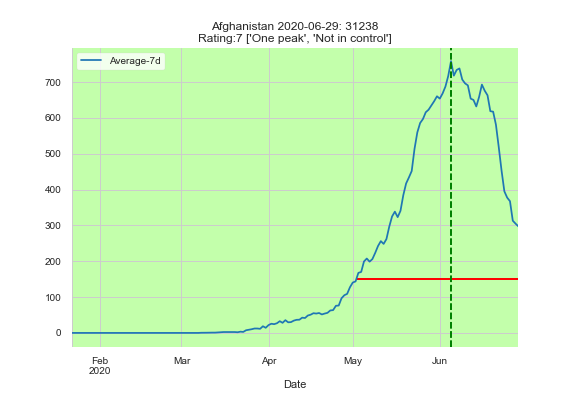 Afghanistan 2020-06-29: 31238
Rating:7 ['One peak', 'Not in control']
Average-7d
700
600
500
400
300
200
100
0
Feb
2020
Mar
Apr
May
Jun
Date